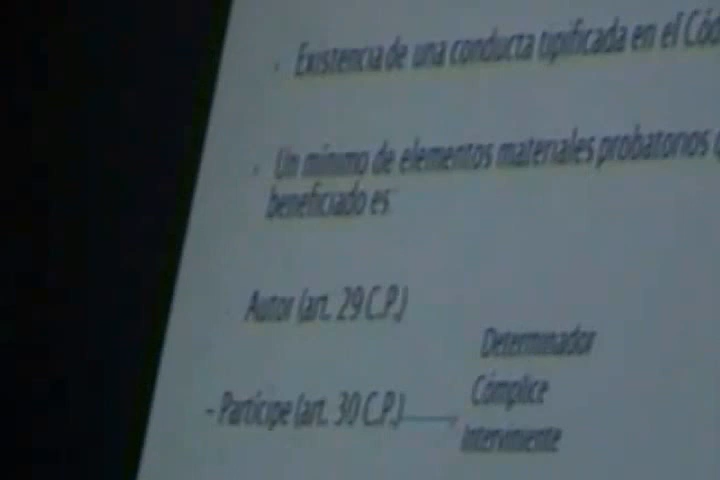 · Existencia de una conducta tipificada en el Có
· Un mínimo de elementos materiales probatorios
beneficiado es
Autor (art. 29 C.P.)
Determinador
Cómplice
- Partícipe (art. 30 C.P.)
Interviniente